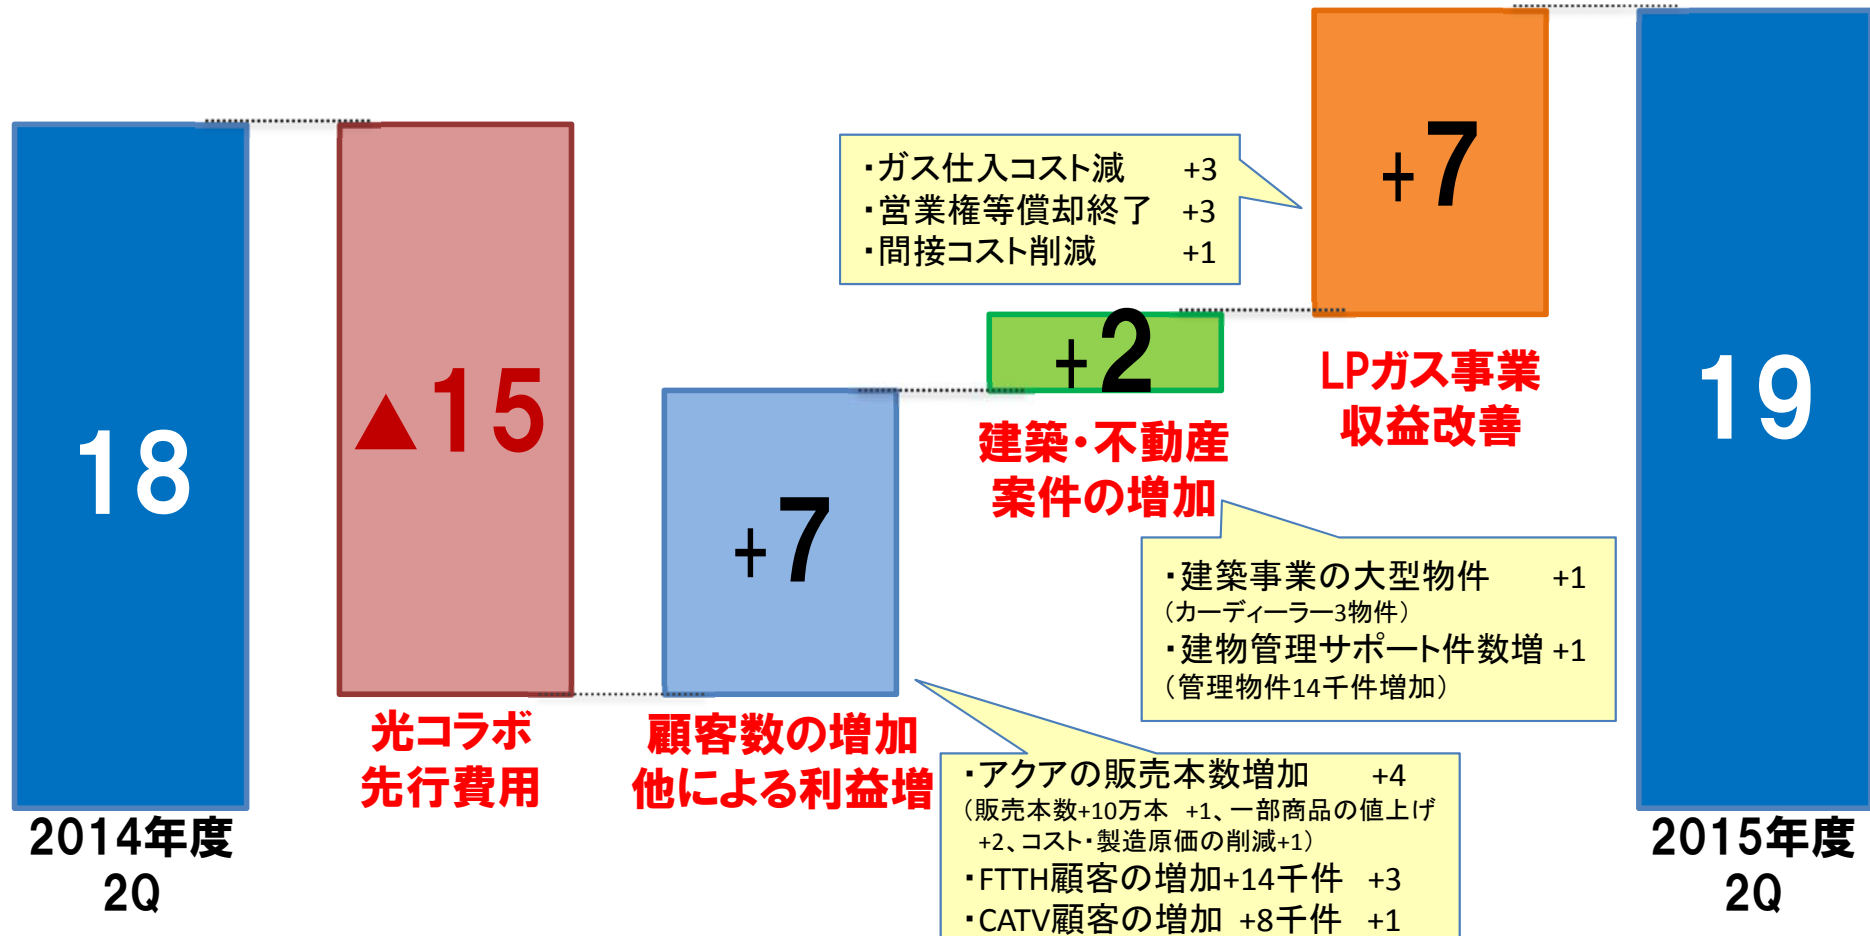 18
2014年度
2Q
▲15
光コラボ
先行費用
+7
顧客数の増加
他による利益増
・アクアの販売本数増加 +4
（販売本数+10万本 +1、一部商品の値上げ
+2、コスト・製造原価の削減+1）
・FTTH顧客の増加+14千件 +3
・CATV顧客の増加 +8千件 +1
+2
建築・不動産
案件の増加
・建築事業の大型物件 +1
（カーディーラー3物件）
・建物管理サポート件数増 +1
（管理物件14千件増加）
・ガス仕入コスト減 +3
・営業権等償却終了 +3
・間接コスト削減 +1
+7
LPガス事業
収益改善
19
2015年度
2Q